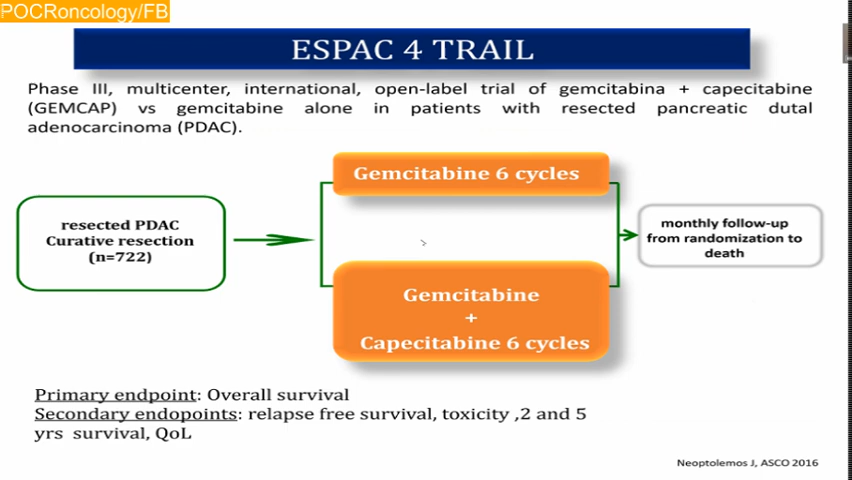 POCRoncology/FB
ESPAC 4 TRAIL
Phase III, multicenter, international, open-label trial of gemcitabina + capecitabine
(GEMCAP) vs gemcitabine alone in patients with resected pancreatic dutal
adenocarcinoma (PDAC).
Gemcitabine 6 cycles
resected PDAC
Curative resection
(n=722)
monthly follow-up
from randomization to
death
Gemcitabine
+
Capecitabine 6 cycles
Primary endpoint: Overall survival
Secondary endopoints: relapse free survival, toxicity ,2 and 5
yrs survival, QoL
Neoptolemos J, ASCO 2016